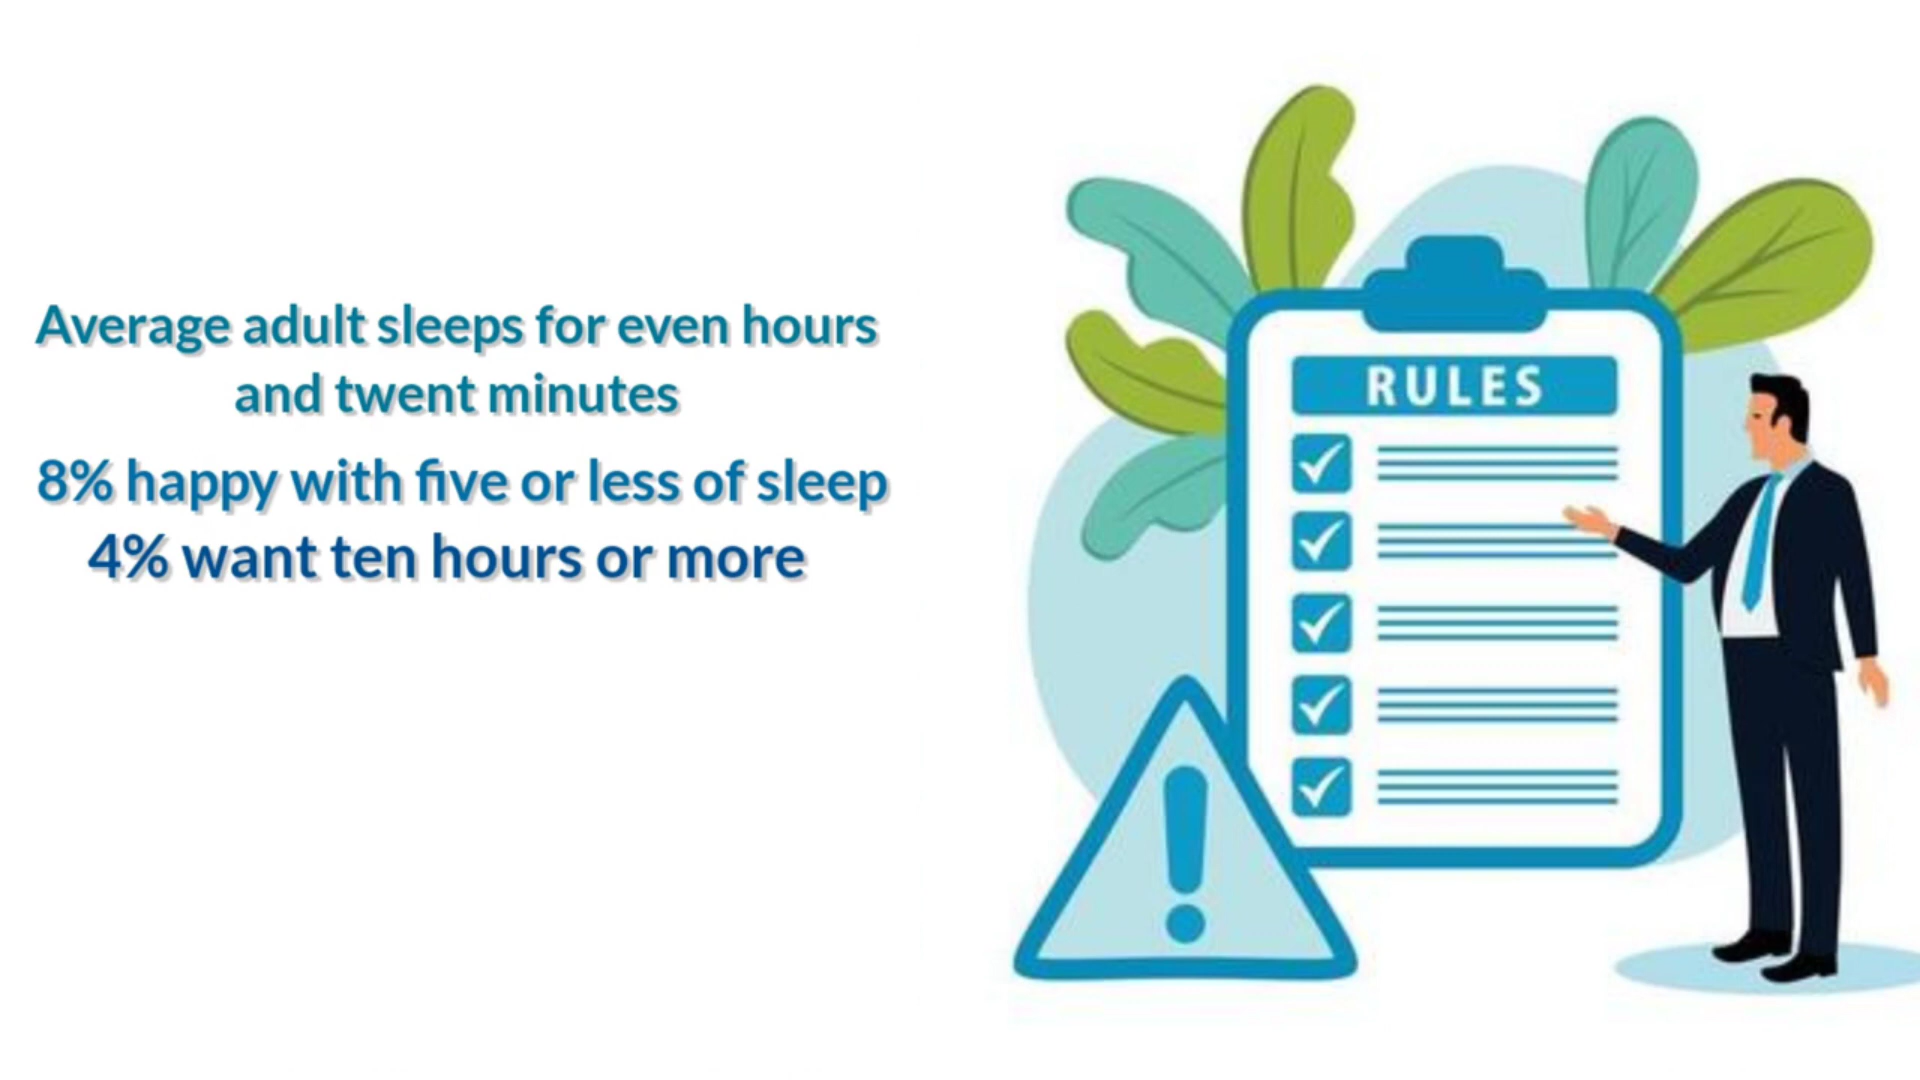 Average adult sleeps for even hours
and twent minutes
8% happy with five or less of sleep
4% want ten hours or more
RULES